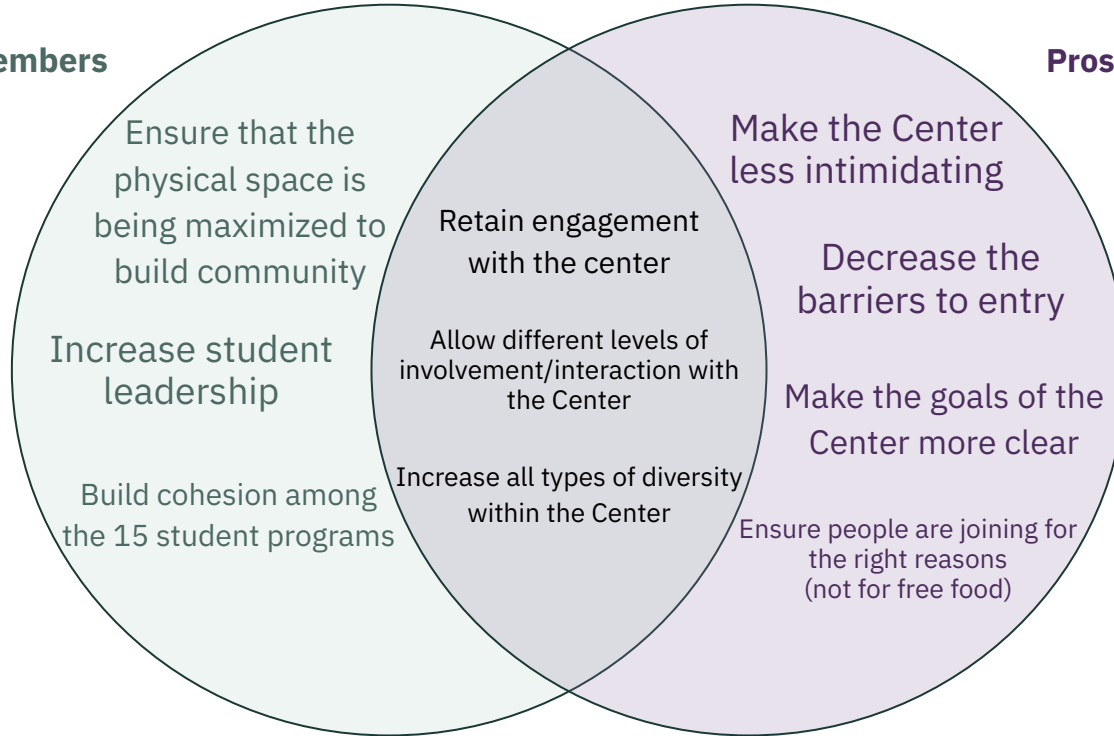 embers
Pros
Ensure that the
physical space is
being maximized to
build community
Increase student
leadership
Build cohesion among
the 15 student programs
Retain engagement
with the center
Allow different levels of
involvement/interaction with
the Center
Increase all types of diversity
within the Center
Make the Center
less intimidating
Decrease the
barriers to entry
Make the goals of the
Center more clear
Ensure people are joining for
the right reasons
(not for free food)